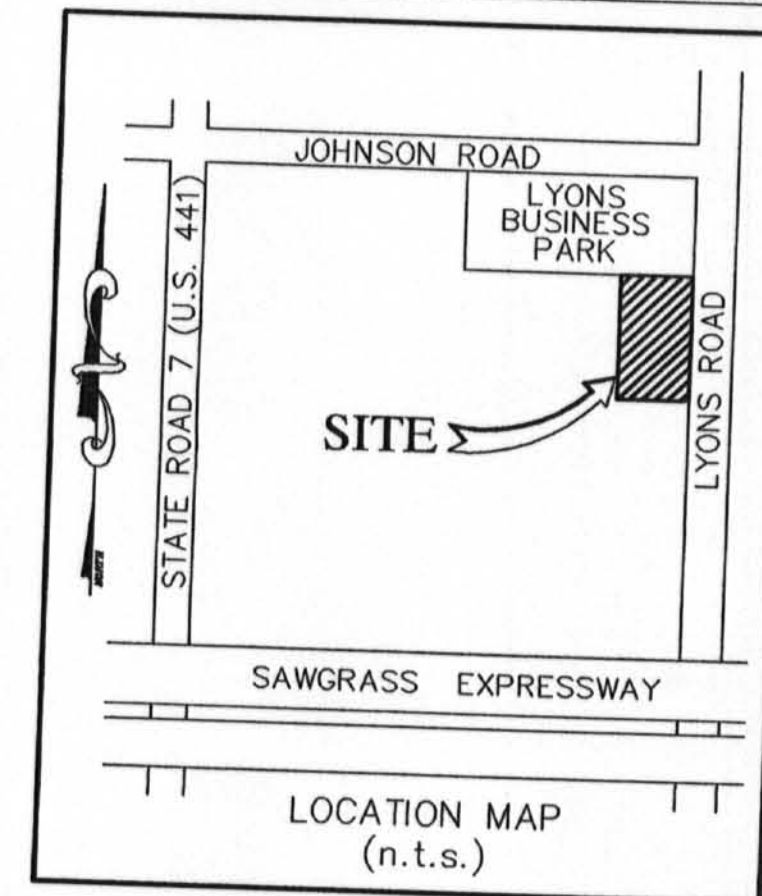 JOHNSON ROAD
LYONS
BUSINESS
PARK
STATE ROAD 7 (U.S. 441)
LYONS ROAD
SITE
SAWGRASS EXPRESSWAY
LOCATION MAP
(n.t.s.)